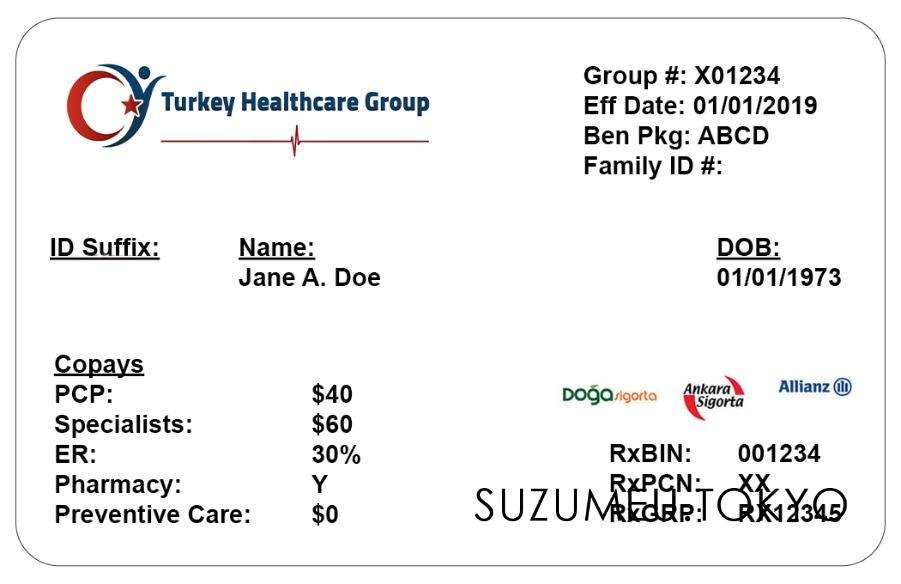 Turkey Healthcare Group
Group #: X01234
Eff Date: 01/01/2019
Ben Pkg: ABCD
Family ID #:
ID Suffix: Name: DOB:
Jane A. Doe 01/01/1973
Copays
PCP: $40
Specialists: $60
ER: 30%
Pharmacy: Y
Preventive Care: $0
DOĞA sigorta Ankara Sigorta Allianz
RxBIN: 001234
RxPCN: XX
RxGRP: RX12345
SUZUMEU.TOKYO